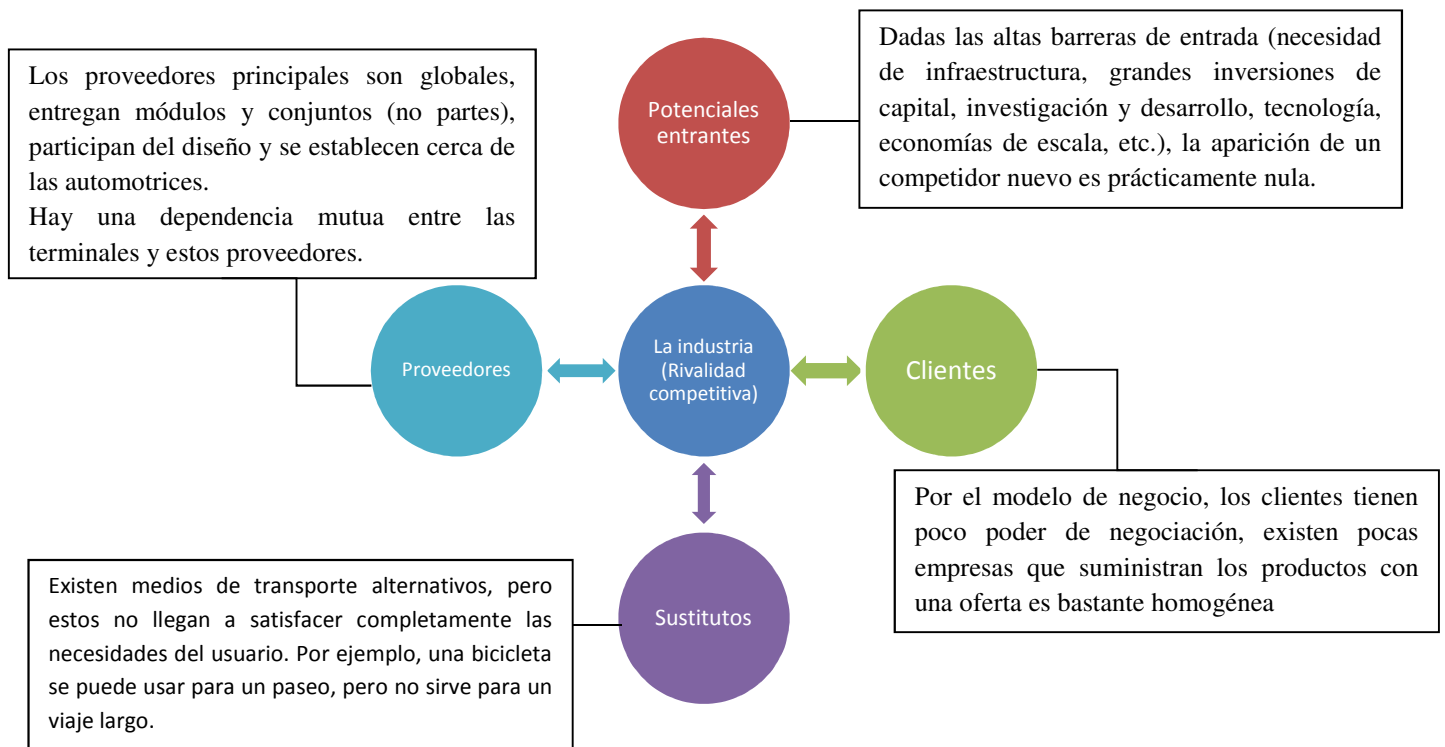 Los proveedores principales son globales,
entregan módulos y conjuntos (no partes),
participan del diseño y se establecen cerca de
las automotrices.
Hay una dependencia mutua entre las
terminales y estos proveedores.
Potenciales
entrantes
Dadas las altas barreras de entrada (necesidad
de infraestructura, grandes inversiones de
capital, investigación y desarrollo, tecnología,
economías de escala, etc.), la aparición de un
competidor nuevo es prácticamente nula.
Proveedores
La industria
(Rivalidad
competitiva)
Clientes
Por el modelo de negocio, los clientes tienen
poco poder de negociación, existen pocas
empresas que suministran los productos con
una oferta es bastante homogénea
Existen medios de transporte alternativos, pero
estos no llegan a satisfacer completamente las
necesidades del usuario. Por ejemplo, una bicicleta
se puede usar para un paseo, pero no sirve para un
viaje largo.
Sustitutos